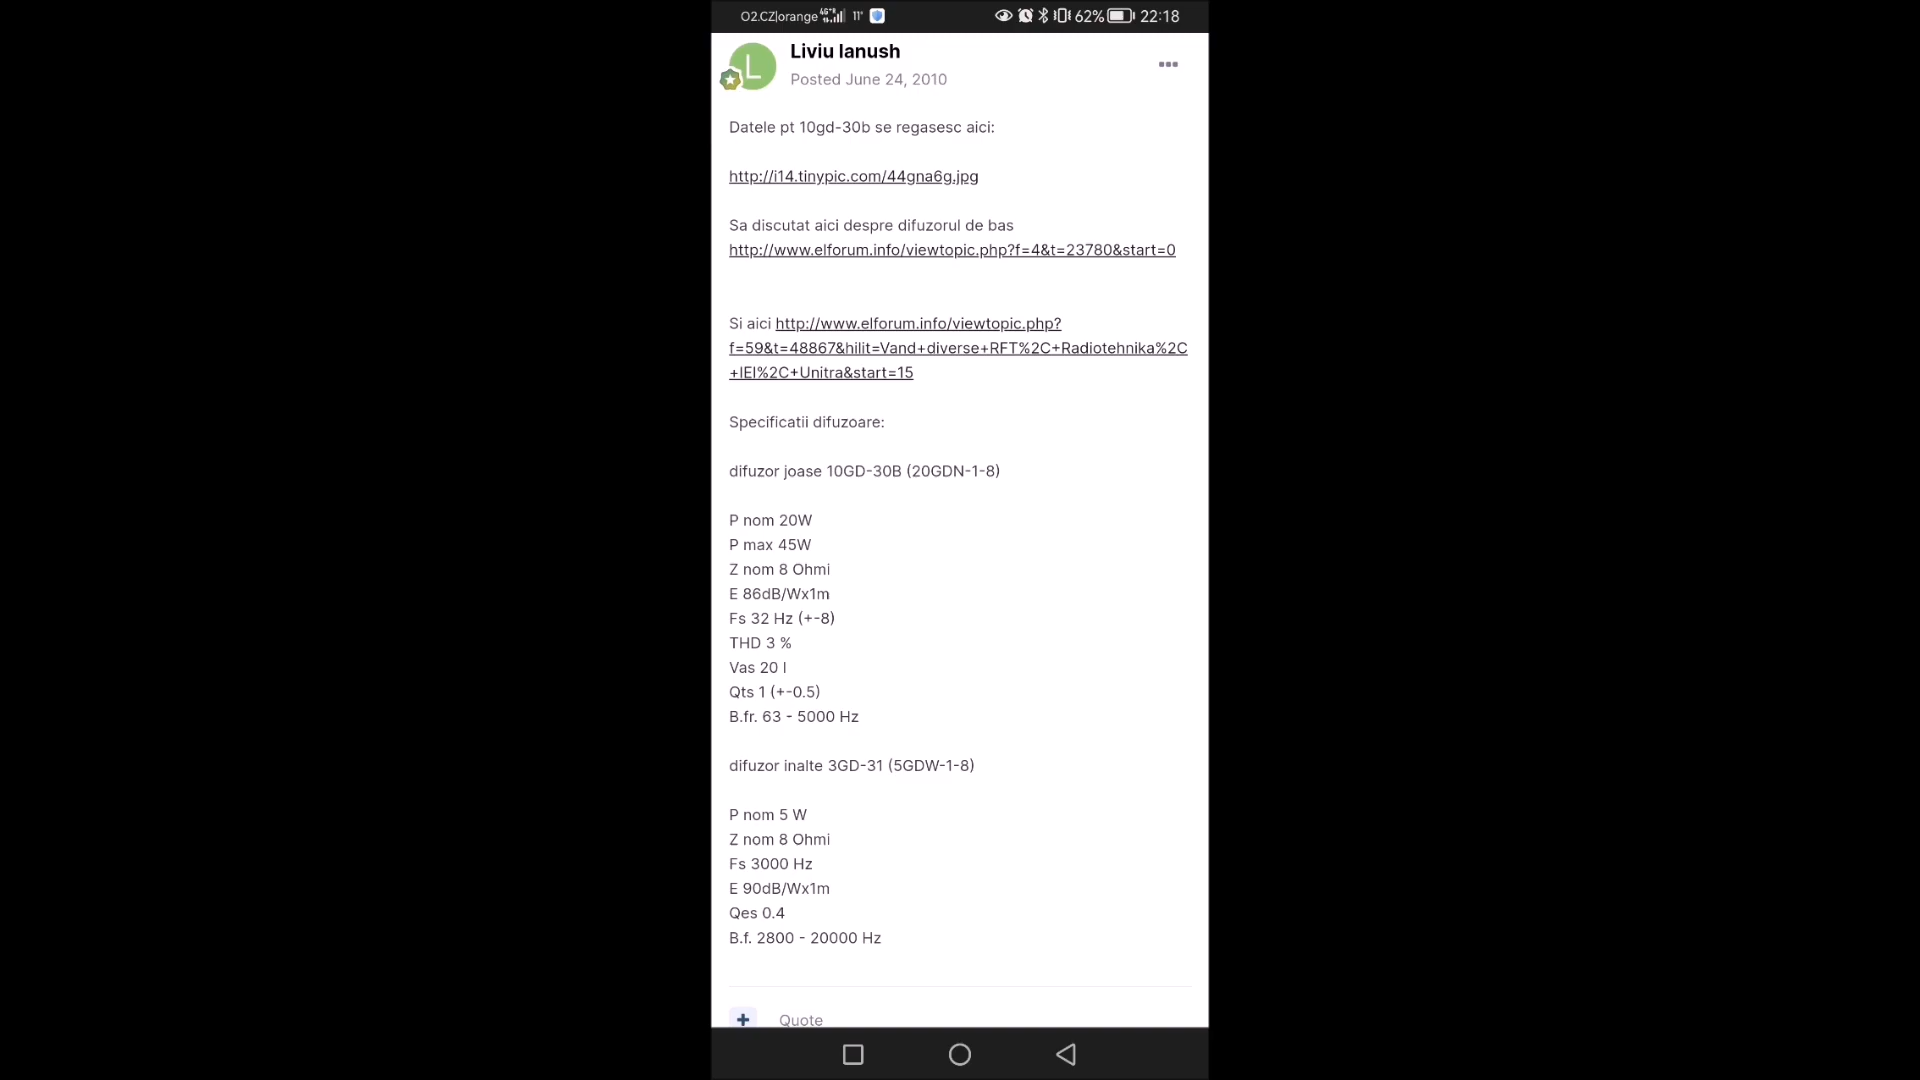 O2.CZ|orange 4G+R 11° 62% 22:18
L
Liviu Ianush
Posted June 24, 2010
Datele pt 10gd-30b se regasesc aici:
http://i14.tinypic.com/44gna6g.jpg
Sa discutat aici despre difuzorul de bas
http://www.elforum.info/viewtopic.php?f=4&t=23780&start=0
Si aici http://www.elforum.info/viewtopic.php?
f=59&t=48867&hilit=Vand+diverse+RFT%2C+Radiotehnika%2C
+IEI%2C+Unitra&start=15
Specificatii difuzoare:
difuzor joase 10GD-30B (20GDN-1-8)
P nom 20W
P max 45W
Z nom 8 Ohmi
E 86dB/Wx1m
Fs 32 Hz (+-8)
THD 3 %
Vas 20 l
Qts 1 (+-0.5)
B.fr. 63 - 5000 Hz
difuzor inalte 3GD-31 (5GDW-1-8)
P nom 5 W
Z nom 8 Ohmi
Fs 3000 Hz
E 90dB/Wx1m
Qes 0.4
B.f. 2800 - 20000 Hz
+ Quote